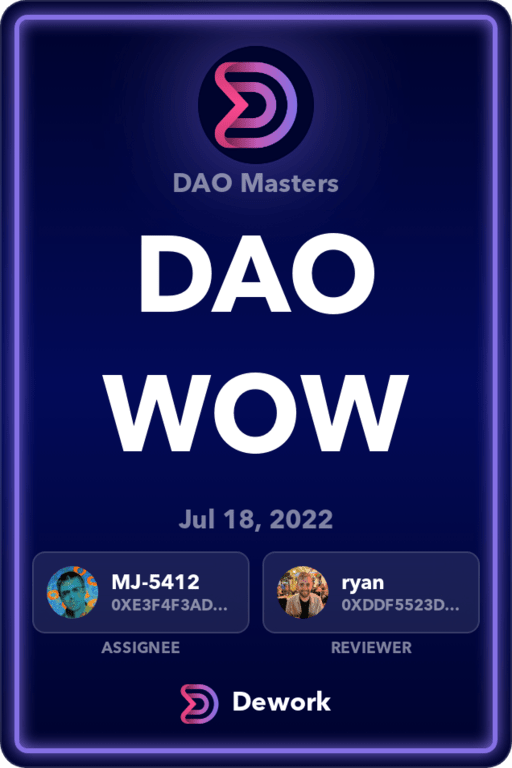 DAO Masters
DAO
WOW
Jul 18, 2022
MJ-5412
0XE3F4F3AD...
ASSIGNEE
ryan
0XDDF5523D...
REVIEWER
Dework